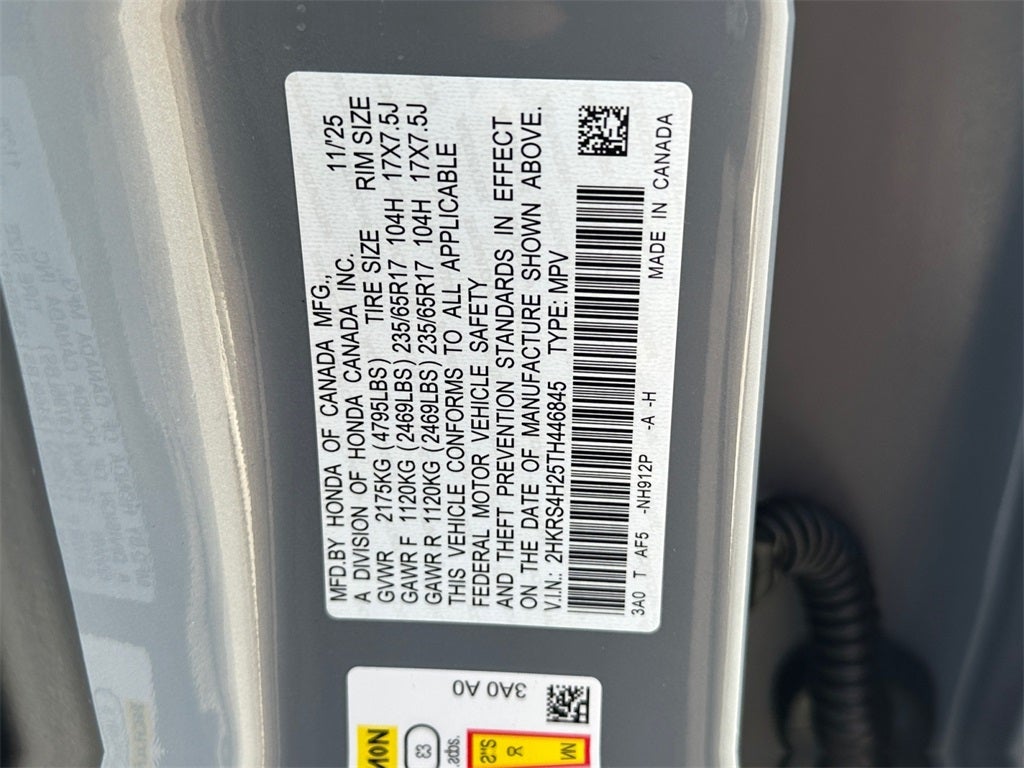 MFD.BY HONDA OF CANADA MFG., 11/'25
A DIVISION OF HONDA CANADA INC.
GVWR 2175KG (4795LBS) TIRE SIZE RIM SIZE
GAWR F 1120KG (2469LBS) 235/65R17 104H 17X7.5J
GAWR R 1120KG (2469LBS) 235/65R17 104H 17X7.5J
THIS VEHICLE CONFORMS TO ALL APPLICABLE
FEDERAL MOTOR VEHICLE SAFETY
AND THEFT PREVENTION STANDARDS IN EFFECT
ON THE DATE OF MANUFACTURE SHOWN ABOVE.
V.I.N.: 2HKRS4H25TH446845 TYPE: MPV
3A0 T AF5 -NH912P -A -H MADE IN CANADA
3A0 A0